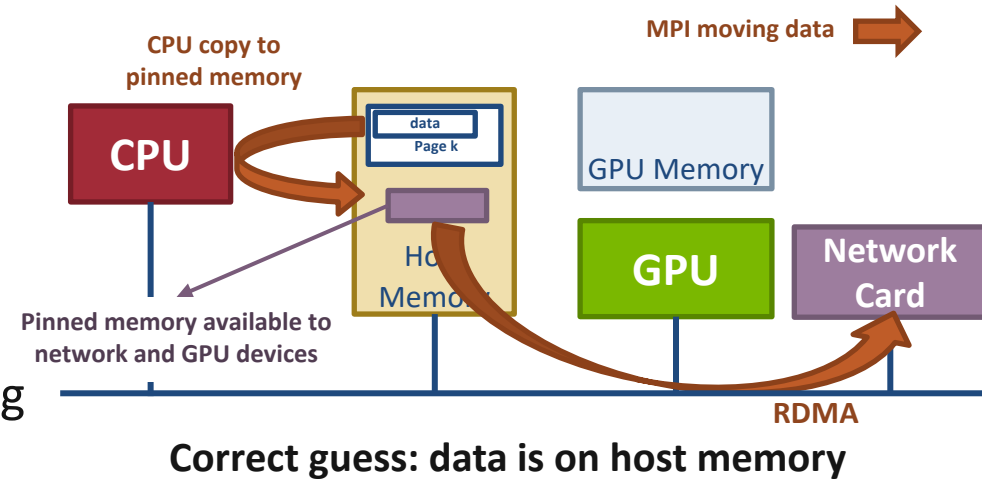 MPI moving data
CPU copy to
pinned memory
CPU
data
Page k
GPU Memory
GPU
Network
Card
Memory
Pinned memory available to
network and GPU devices
g
RDMA
Correct guess: data is on host memory